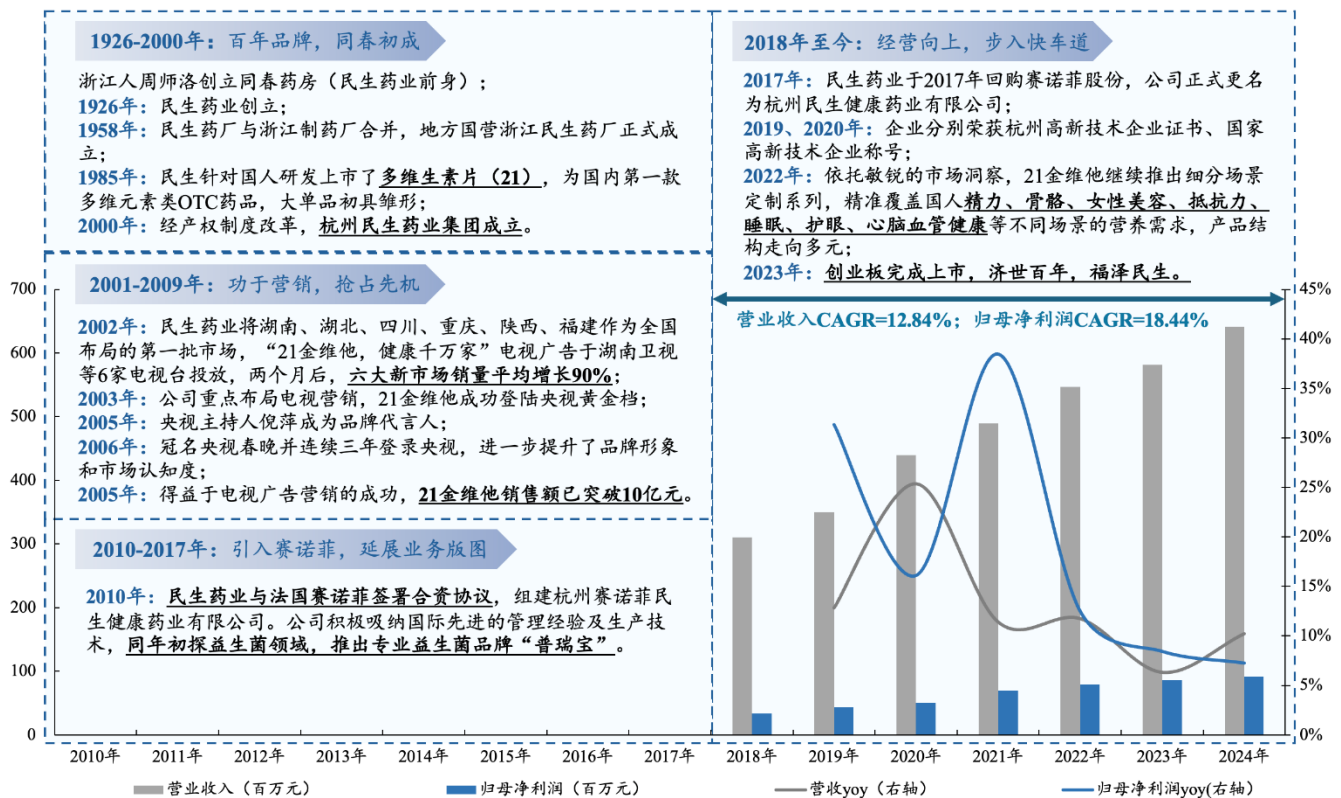 1926-2000年：百年品牌，同春初成
浙江人周师洛创立同春药房（民生药业前身）；
1926年：民生药业创立；
1958年：民生药厂与浙江制药厂合并，地方国营浙江民生药厂正式成
立；
1985年：民生针对国人研发上市了多维生素片（21），为国内第一款
多维元素类OTC药品，大单品初具雏形；
2000年：经产权制度改革，杭州民生药业集团成立。
2001-2009年：功于营销，抢占先机
2002年：民生药业将湖南、湖北、四川、重庆、陕西、福建作为全国
布局的第一批市场，“21金维他，健康千万家”电视广告于湖南卫视
等6家电视台投放，两个月后，六大新市场销量平均增长90%；
2003年：公司重点布局电视营销，21金维他成功登陆央视黄金档；
2005年：央视主持人倪萍成为品牌代言人；
2006年：冠名央视春晚并连续三年登录央视，进一步提升了品牌形象
和市场认知度；
2005年：得益于电视广告营销的成功，21金维他销售额已突破10亿元。
2010-2017年：引入赛诺菲，延展业务版图
2010年：民生药业与法国赛诺菲签署合资协议，组建杭州赛诺菲民
生健康药业有限公司。公司积极吸纳国际先进的管理经验及生产技
术，同年初探益生菌领域，推出专业益生菌品牌“普瑞宝”。
2018年至今：经营向上，步入快车道
2017年：民生药业于2017年回购赛诺菲股份，公司正式更名
为杭州民生健康药业有限公司；
2019、2020年：企业分别荣获杭州高新技术企业证书、国家
高新技术企业称号；
2022年：依托敏锐的市场洞察，21金维他继续推出细分场景
定制系列，精准覆盖国人精力、骨骼、女性美容、抵抗力、
睡眠、护眼、心脑血管健康等不同场景的营养需求，产品结
构走向多元；
2023年：创业板完成上市，济世百年，福泽民生。
营业收入CAGR=12.84%；归母净利润CAGR=18.44%
700
600
500
400
300
200
100
0
45%
40%
35%
30%
25%
20%
15%
10%
5%
0%
2010年 2011年 2012年 2013年 2014年 2015年 2016年 2017年 2018年 2019年 2020年 2021年 2022年 2023年 2024年
营业收入（百万元） 归母净利润（百万元） 营收yoy（右轴） 归母净利润yoy(右轴)